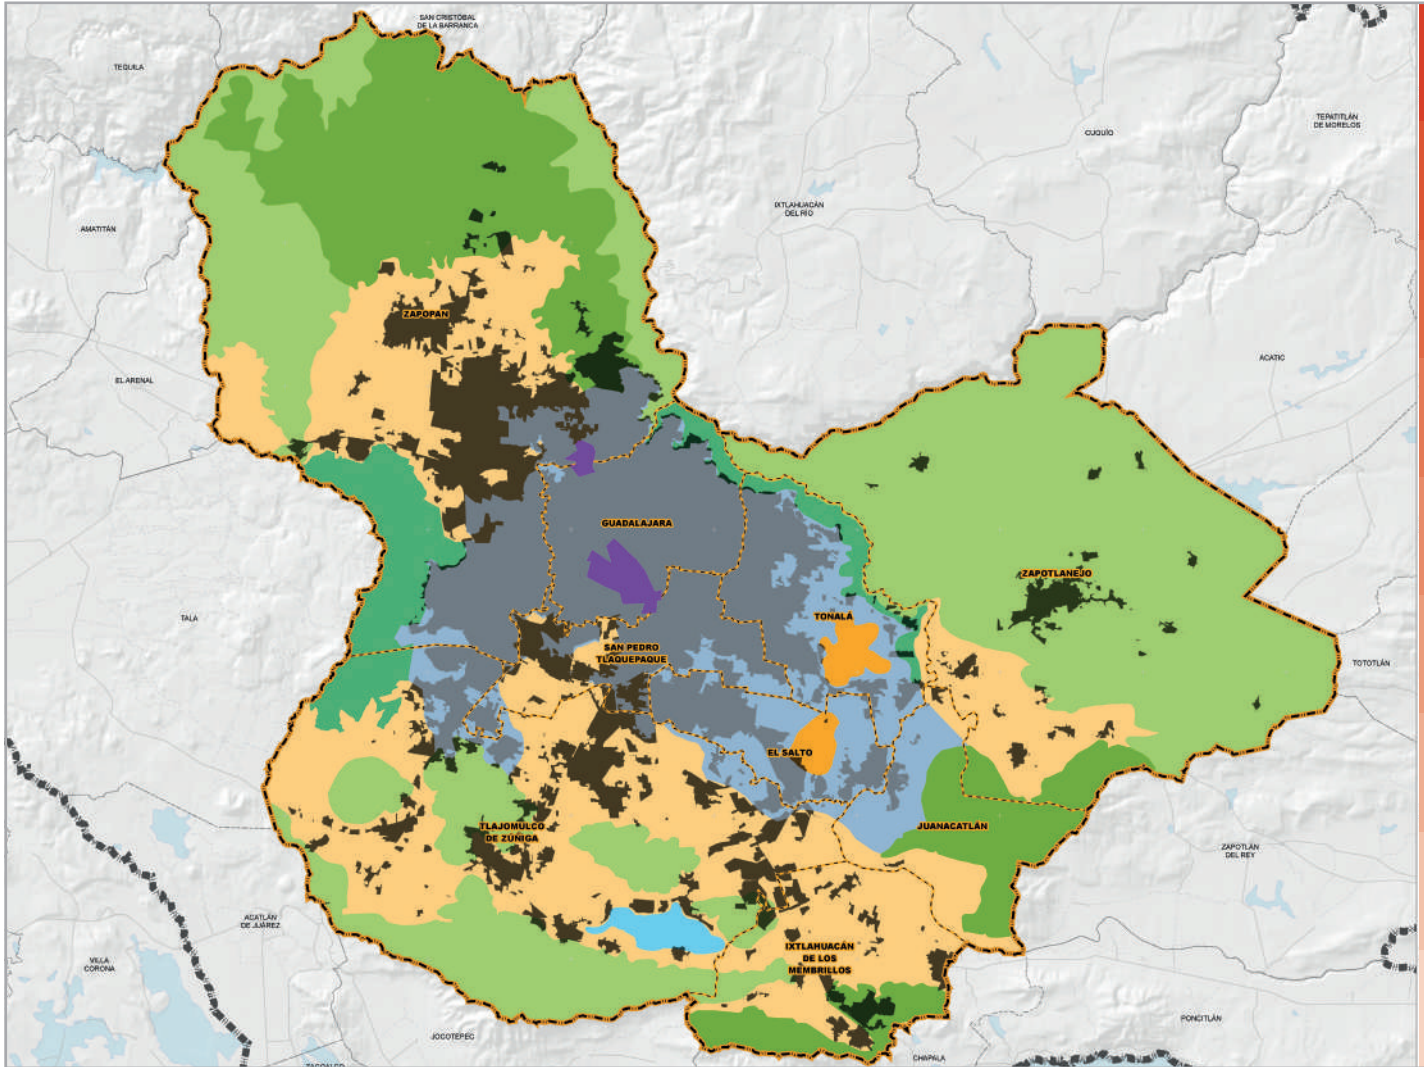 SAN CRISTÓBAL
DE LA BARRANCA
TEQUILA
TEPATITLÁN
DE MORELOS
CUQUÍO
IXTLAHUACÁN
DEL RÍO
AMATITÁN
ZAPOPAN
ACATIC
EL ARENAL
GUADALAJARA
ZAPOTLANEJO
TALA
TONALÁ
SAN PEDRO
TLAQUEPAQUE
TOTOTLÁN
EL SALTO
TLAJOMULCO
DE ZÚÑIGA
JUANACATLÁN
ZAPOTLÁN
DEL REY
ACATLÁN
DE JUÁREZ
IXTLAHUACÁN
DE LOS
MEMBRILLOS
VILLA
CORONA
PONCITLÁN
JOCOTEPEC
CHAPALA